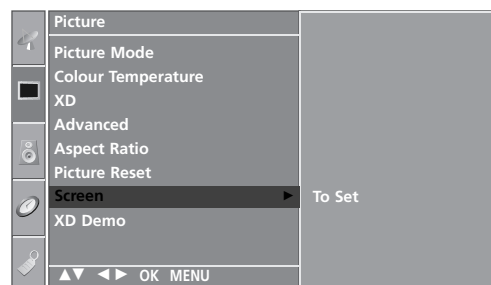 Picture
Picture Mode
Colour Temperature
XD
Advanced
Aspect Ratio
Picture Reset
Screen ► To Set
XD Demo
▲▼ ◄► OK MENU